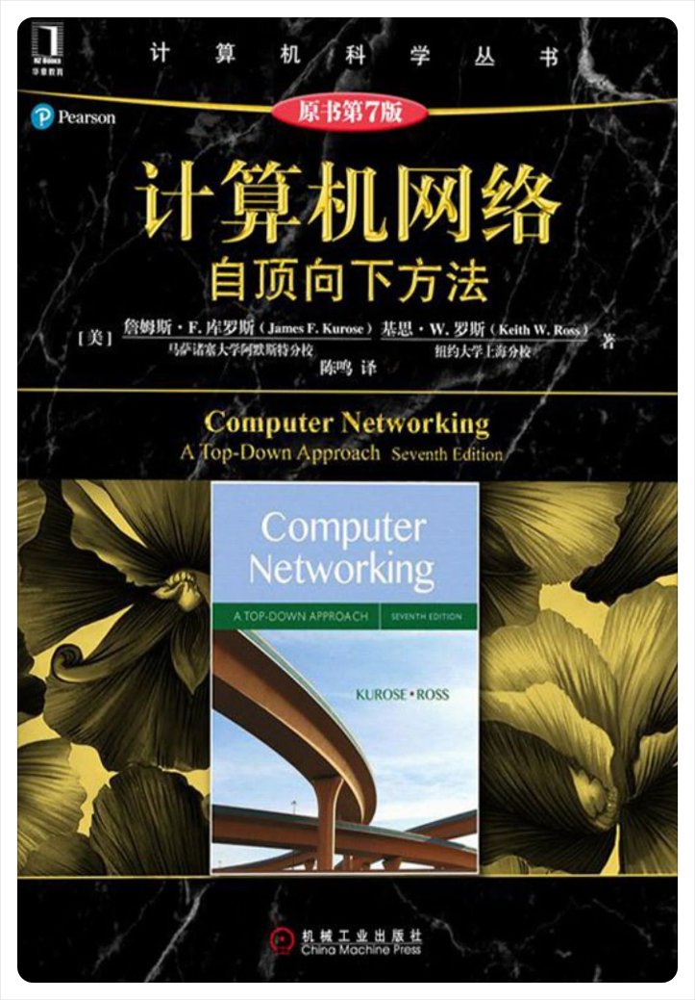 计算机科学丛书
HZ Books
华章教育
Pearson
原书第7版
计算机网络
自顶向下方法
[美] 詹姆斯·F. 库罗斯（James F. Kurose） 基思·W. 罗斯（Keith W. Ross） 著
马萨诸塞大学阿默斯特分校 纽约大学上海分校
陈鸣 译
Computer Networking
A Top-Down Approach Seventh Edition
Computer
Networking
A TOP-DOWN APPROACH SEVENTH EDITION
KUROSE • ROSS
机械工业出版社
China Machine Press